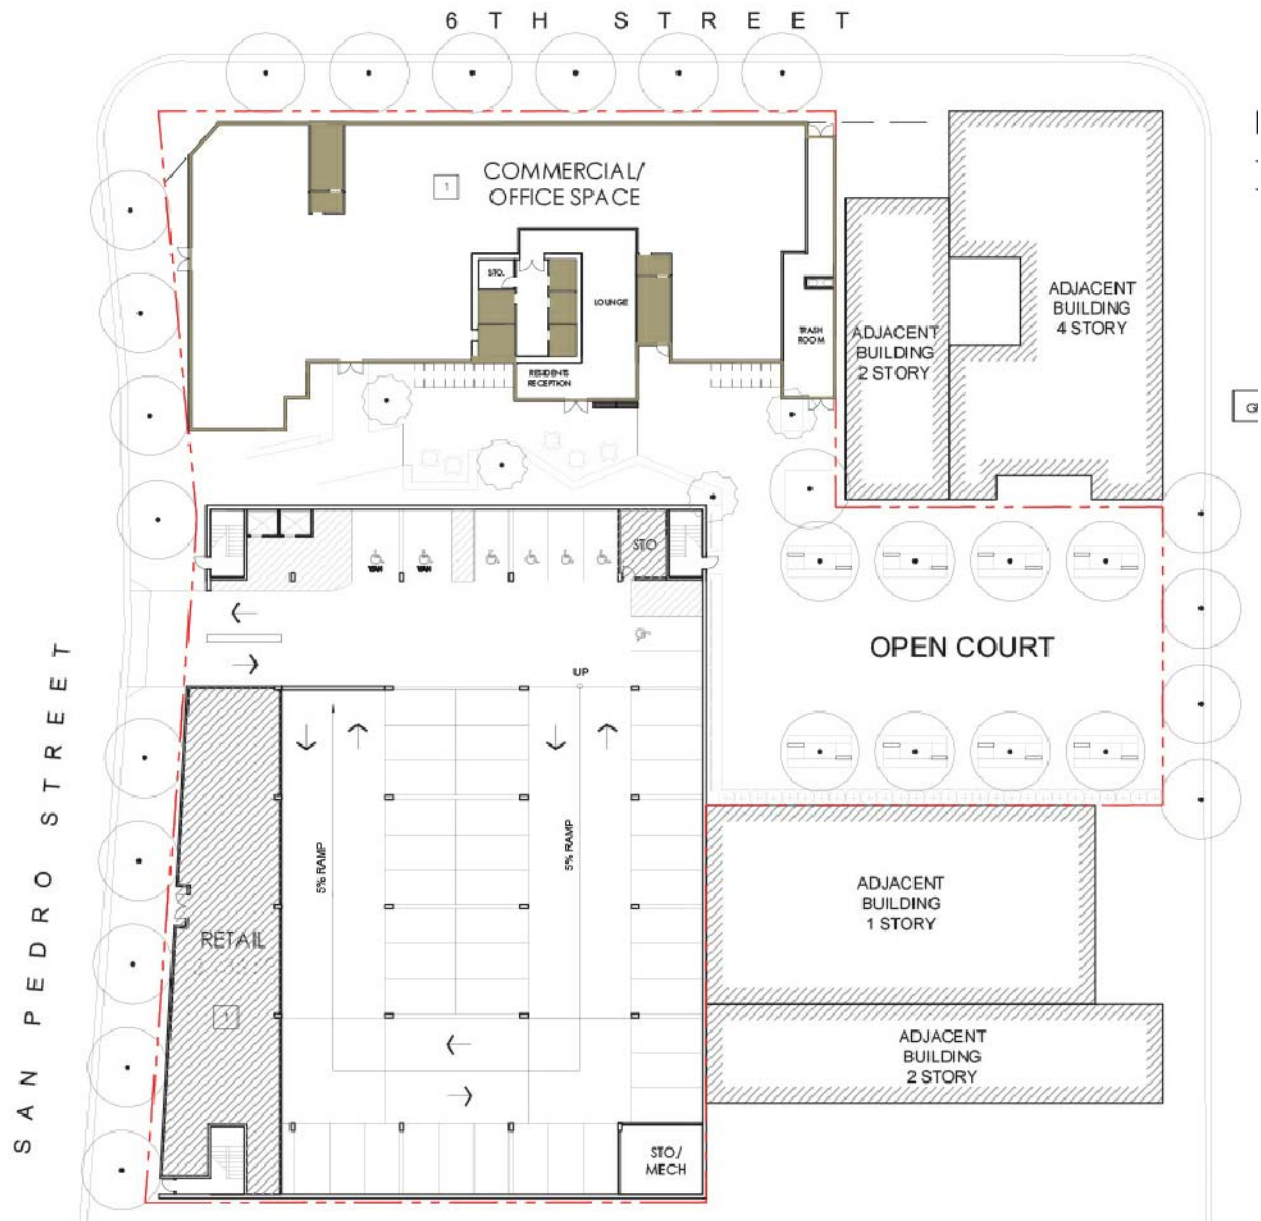 6TH STREET
COMMERCIAL/
OFFICE SPACE
1
STO.
LOUNGE
TRASH
ROOM
RESIDENTS
RECEPTION
ADJACENT
BUILDING
4 STORY
ADJACENT
BUILDING
2 STORY
STO
VAN
VAN
OPEN COURT
UP
SAN PEDRO STREET
5% RAMP
5% RAMP
RETAIL
1
ADJACENT
BUILDING
1 STORY
ADJACENT
BUILDING
2 STORY
STO./
MECH